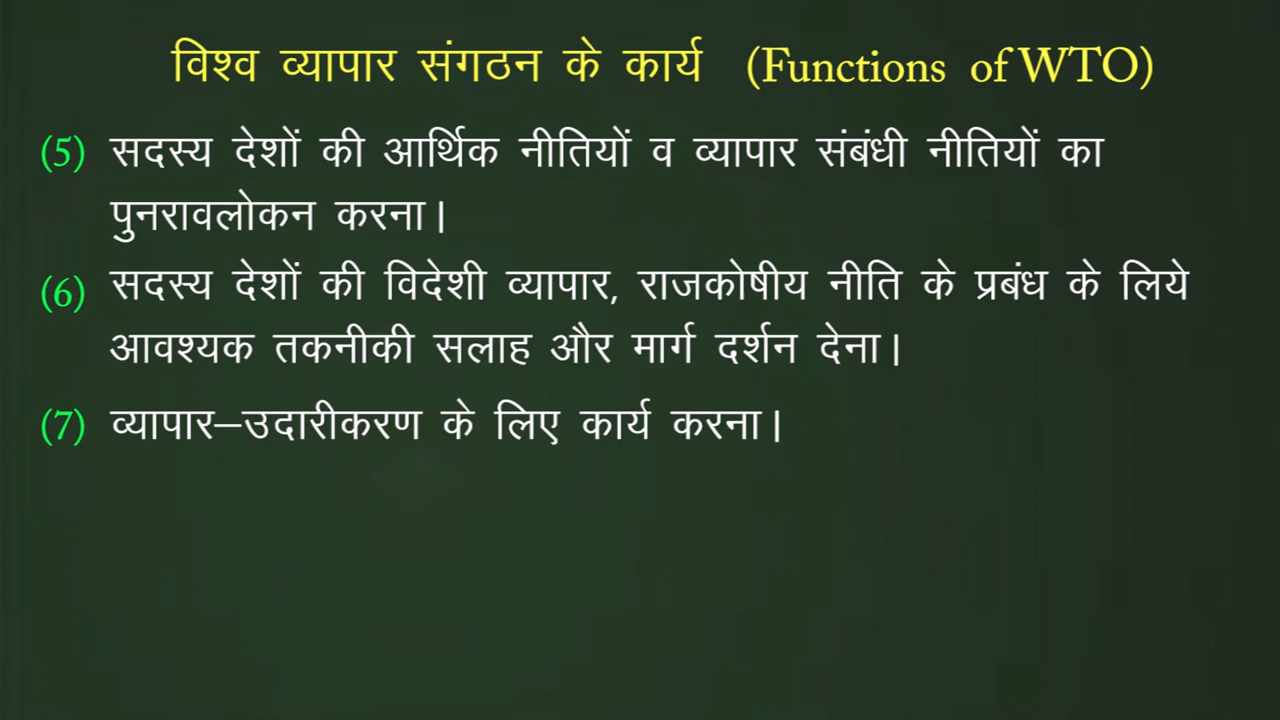 विश्व व्यापार संगठन के कार्य (Functions of WTO)
(5) सदस्य देशों की आर्थिक नीतियों व व्यापार संबंधी नीतियों का
पुनरावलोकन करना।
(6) सदस्य देशों की विदेशी व्यापार, राजकोषीय नीति के प्रबंध के लिये
आवश्यक तकनीकी सलाह और मार्ग दर्शन देना।
(7) व्यापार–उदारीकरण के लिए कार्य करना।